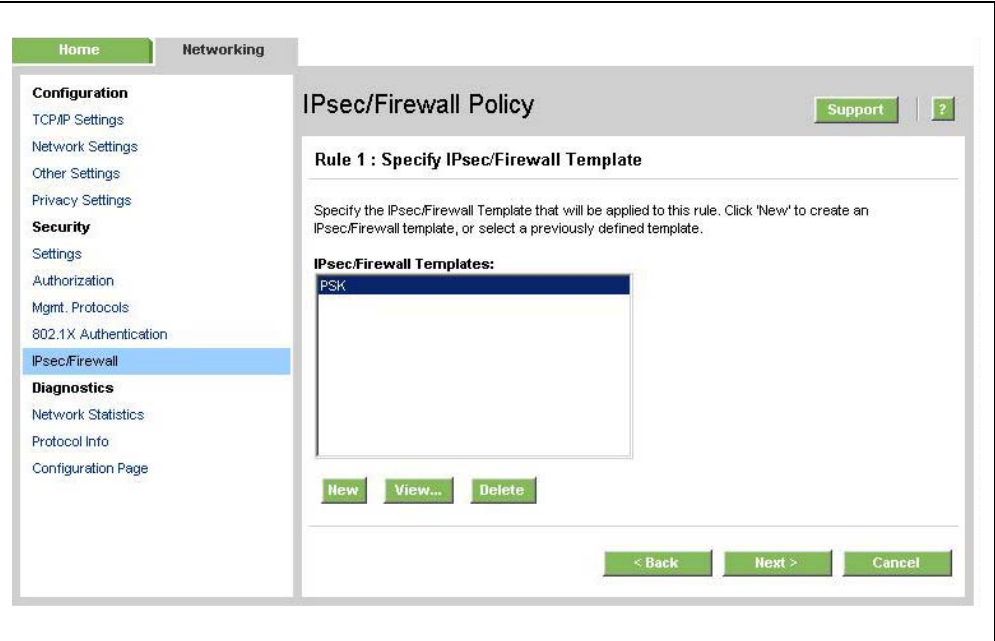 Home
Networking
Configuration
TCP/IP Settings
Network Settings
Other Settings
Privacy Settings
Security
Settings
Authorization
Mgmt. Protocols
802.1X Authentication
IPsec/Firewall
Diagnostics
Network Statistics
Protocol Info
Configuration Page
IPsec/Firewall Policy
Support
?
Rule 1 : Specify IPsec/Firewall Template
Specify the IPsec/Firewall Template that will be applied to this rule. Click 'New' to create an
IPsec/Firewall template, or select a previously defined template.
IPsec/Firewall Templates:
PSK
New
View...
Delete
< Back
Next >
Cancel